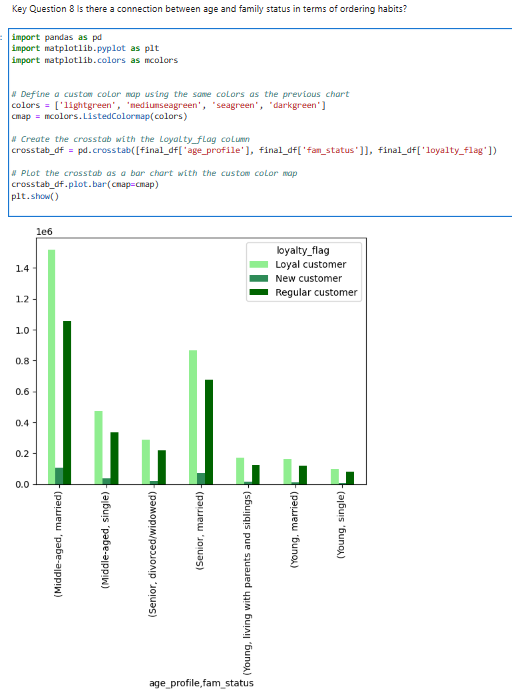 Key Question 8 Is there a connection between age and family status in terms of ordering habits?
:
import pandas as pd
import matplotlib.pyplot as plt
import matplotlib.colors as mcolors
# Define a custom color map using the same colors as the previous chart
colors = ['lightgreen', 'mediumseagreen', 'seagreen', 'darkgreen']
cmap = mcolors.ListedColormap(colors)
# Create the crosstab with the loyalty_flag column
crosstab_df = pd.crosstab([final_df['age_profile'], final_df['fam_status']], final_df['loyalty_flag'])
# Plot the crosstab as a bar chart with the custom color map
crosstab_df.plot.bar(cmap=cmap)
plt.show()
1e6
loyalty_flag
Loyal customer
New customer
Regular customer
1.4
1.2
1.0
0.8
0.6
0.4
0.2
0.0
(Middle-aged, married)
(Middle-aged, single)
(Senior, divorced/widowed)
(Senior, married)
(Young, living with parents and siblings)
(Young, married)
(Young, single)
age_profile,fam_status